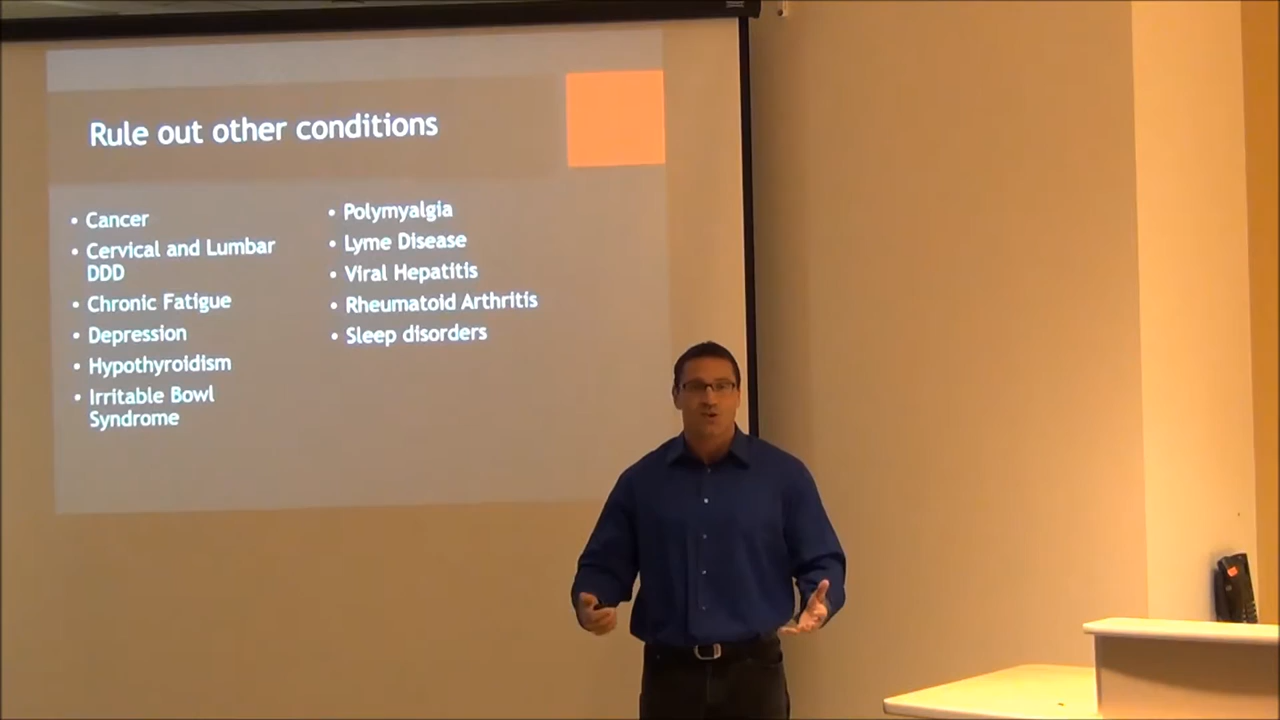 Rule out other conditions
• Cancer
• Cervical and Lumbar
DDD
• Chronic Fatigue
• Depression
• Hypothyroidism
• Irritable Bowl
Syndrome
• Polymyalgia
• Lyme Disease
• Viral Hepatitis
• Rheumatoid Arthritis
• Sleep disorders